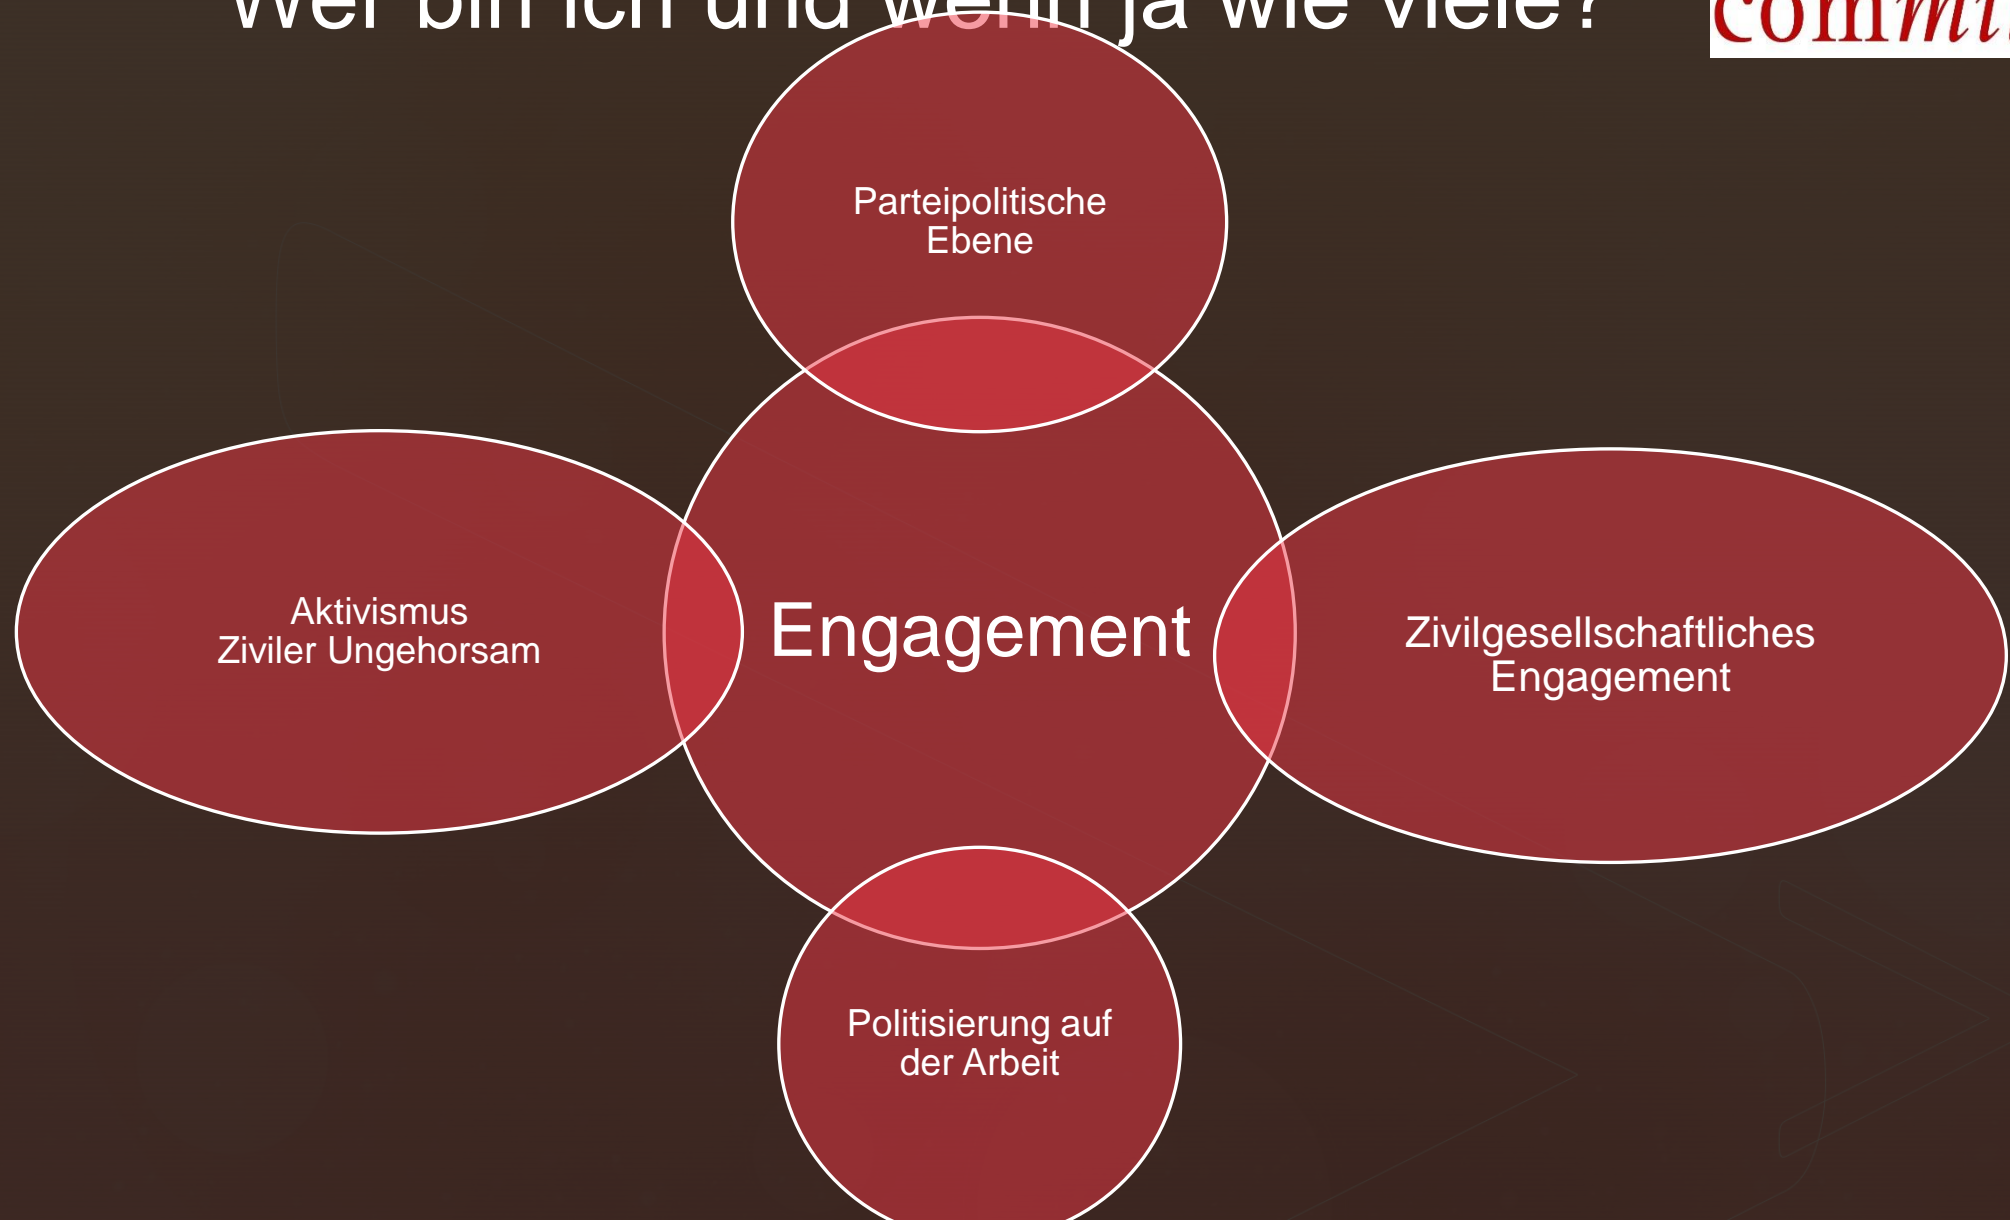 Wer bin ich und wenn ja wie viele?
Parteipolitische
Ebene
Aktivismus
Ziviler Ungehorsam
Engagement
Zivilgesellschaftliches
Engagement
Politisierung auf
der Arbeit